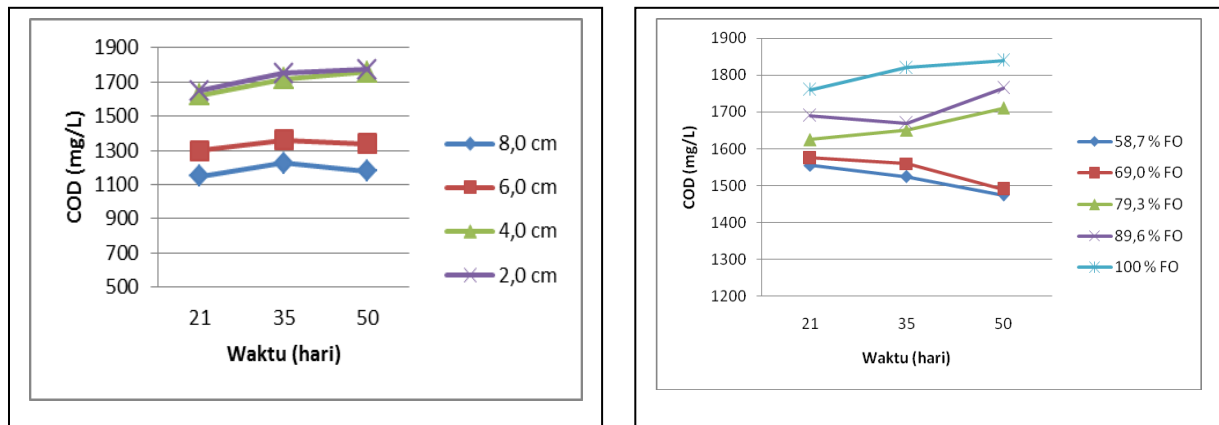 1900
1700
1500
1300
1100
900
700
500
COD (mg/L)
21 35 50
Waktu (hari)
8,0 cm
6,0 cm
4,0 cm
2,0 cm
1900
1800
1700
1600
1500
1400
1300
1200
COD (mg/L)
21 35 50
Waktu (hari)
58,7 % FO
69,0 % FO
79,3 % FO
89,6 % FO
100 % FO